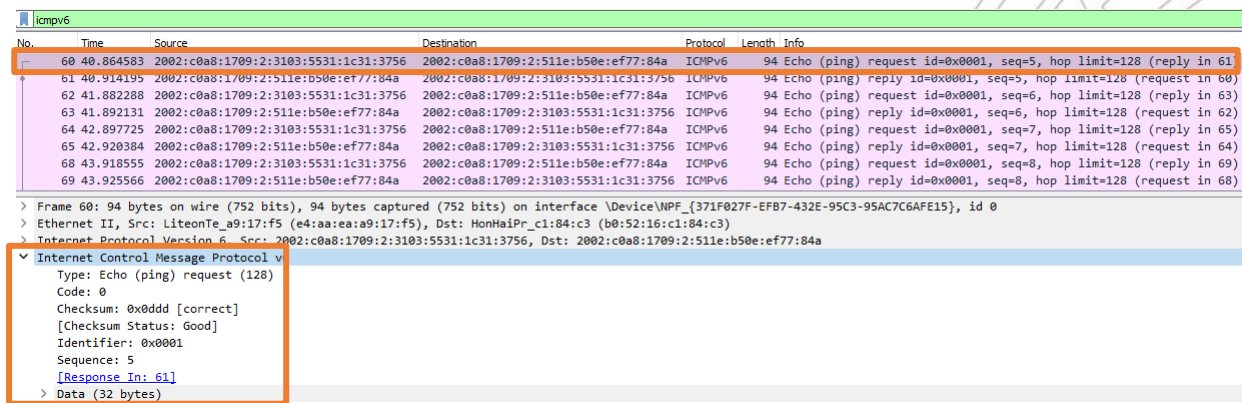 icmpv6
No. Time Source Destination Protocol Length Info
60 40.864583 2002:c0a8:1709:2:3103:5531:1c31:3756 2002:c0a8:1709:2:511e:b50e:ef77:84a ICMPv6 94 Echo (ping) request id=0x0001, seq=5, hop limit=128 (reply in 61)
61 40.914195 2002:c0a8:1709:2:511e:b50e:ef77:84a 2002:c0a8:1709:2:3103:5531:1c31:3756 ICMPv6 94 Echo (ping) reply id=0x0001, seq=5, hop limit=128 (request in 60)
62 41.882288 2002:c0a8:1709:2:3103:5531:1c31:3756 2002:c0a8:1709:2:511e:b50e:ef77:84a ICMPv6 94 Echo (ping) request id=0x0001, seq=6, hop limit=128 (reply in 63)
63 41.892131 2002:c0a8:1709:2:511e:b50e:ef77:84a 2002:c0a8:1709:2:3103:5531:1c31:3756 ICMPv6 94 Echo (ping) reply id=0x0001, seq=6, hop limit=128 (request in 62)
64 42.897725 2002:c0a8:1709:2:3103:5531:1c31:3756 2002:c0a8:1709:2:511e:b50e:ef77:84a ICMPv6 94 Echo (ping) request id=0x0001, seq=7, hop limit=128 (reply in 65)
65 42.920384 2002:c0a8:1709:2:511e:b50e:ef77:84a 2002:c0a8:1709:2:3103:5531:1c31:3756 ICMPv6 94 Echo (ping) reply id=0x0001, seq=7, hop limit=128 (request in 64)
68 43.918555 2002:c0a8:1709:2:3103:5531:1c31:3756 2002:c0a8:1709:2:511e:b50e:ef77:84a ICMPv6 94 Echo (ping) request id=0x0001, seq=8, hop limit=128 (reply in 69)
69 43.925566 2002:c0a8:1709:2:511e:b50e:ef77:84a 2002:c0a8:1709:2:3103:5531:1c31:3756 ICMPv6 94 Echo (ping) reply id=0x0001, seq=8, hop limit=128 (request in 68)
> Frame 60: 94 bytes on wire (752 bits), 94 bytes captured (752 bits) on interface \Device\NPF_{371F027F-EFB7-432E-95C3-95AC7C6AFE15}, id 0
> Ethernet II, Src: LiteonTe_a9:17:f5 (e4:aa:ea:a9:17:f5), Dst: HonHaiPr_c1:84:c3 (b0:52:16:c1:84:c3)
> Internet Protocol Version 6, Src: 2002:c0a8:1709:2:3103:5531:1c31:3756, Dst: 2002:c0a8:1709:2:511e:b50e:ef77:84a
Internet Control Message Protocol v
Type: Echo (ping) request (128)
Code: 0
Checksum: 0x0ddd [correct]
[Checksum Status: Good]
Identifier: 0x0001
Sequence: 5
[Response In: 61]
> Data (32 bytes)